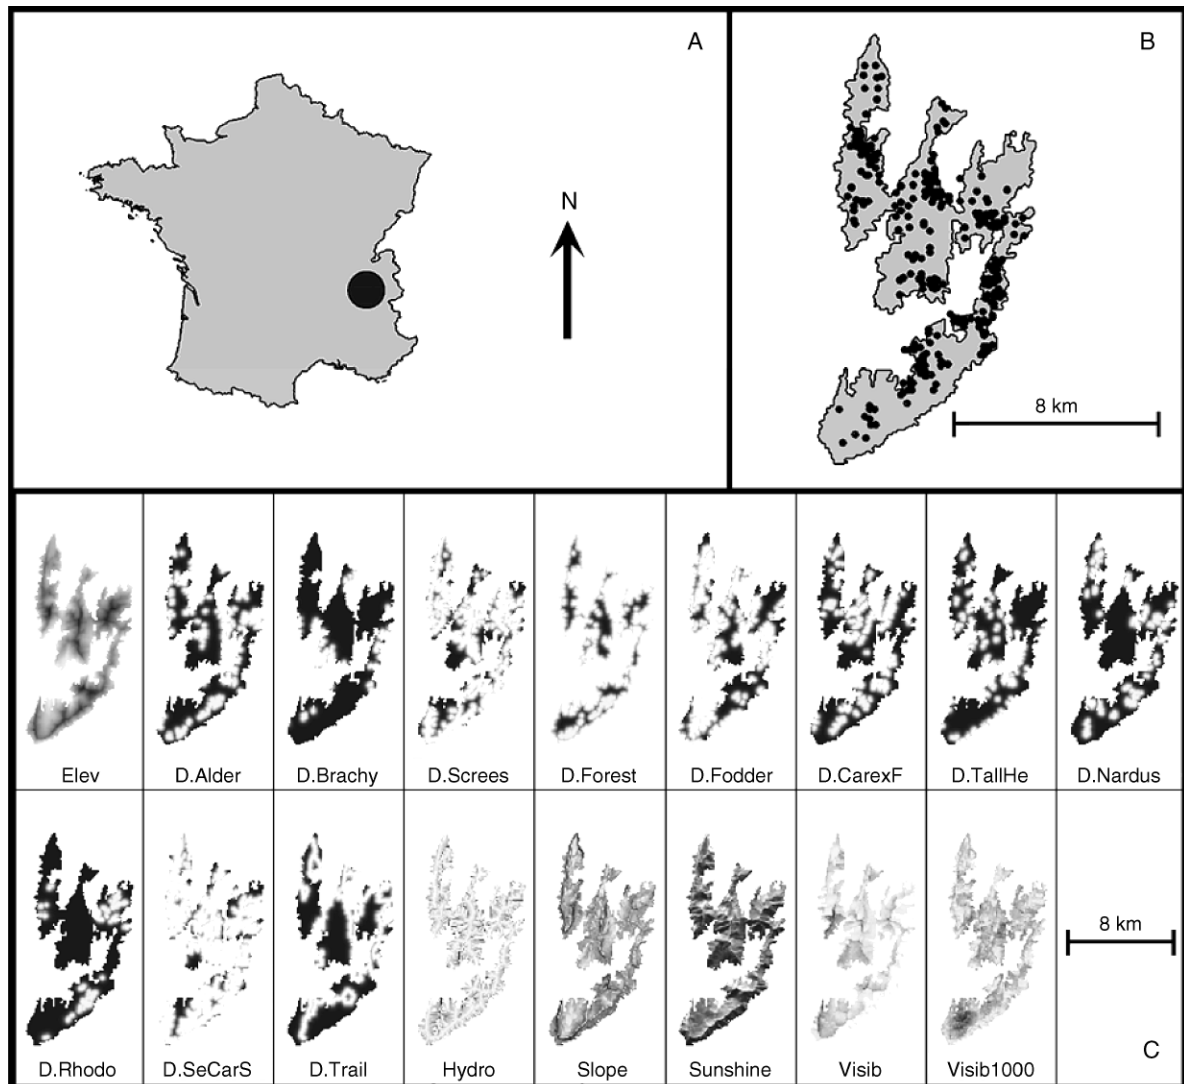 A
N
B
8 km
Elev
D.Alder
D.Brachy
D.Screes
D.Forest
D.Fodder
D.CarexF
D.TallHe
D.Nardus
8 km
D.Rhodo
D.SeCarS
D.Trail
Hydro
Slope
Sunshine
Visib
Visib1000
C